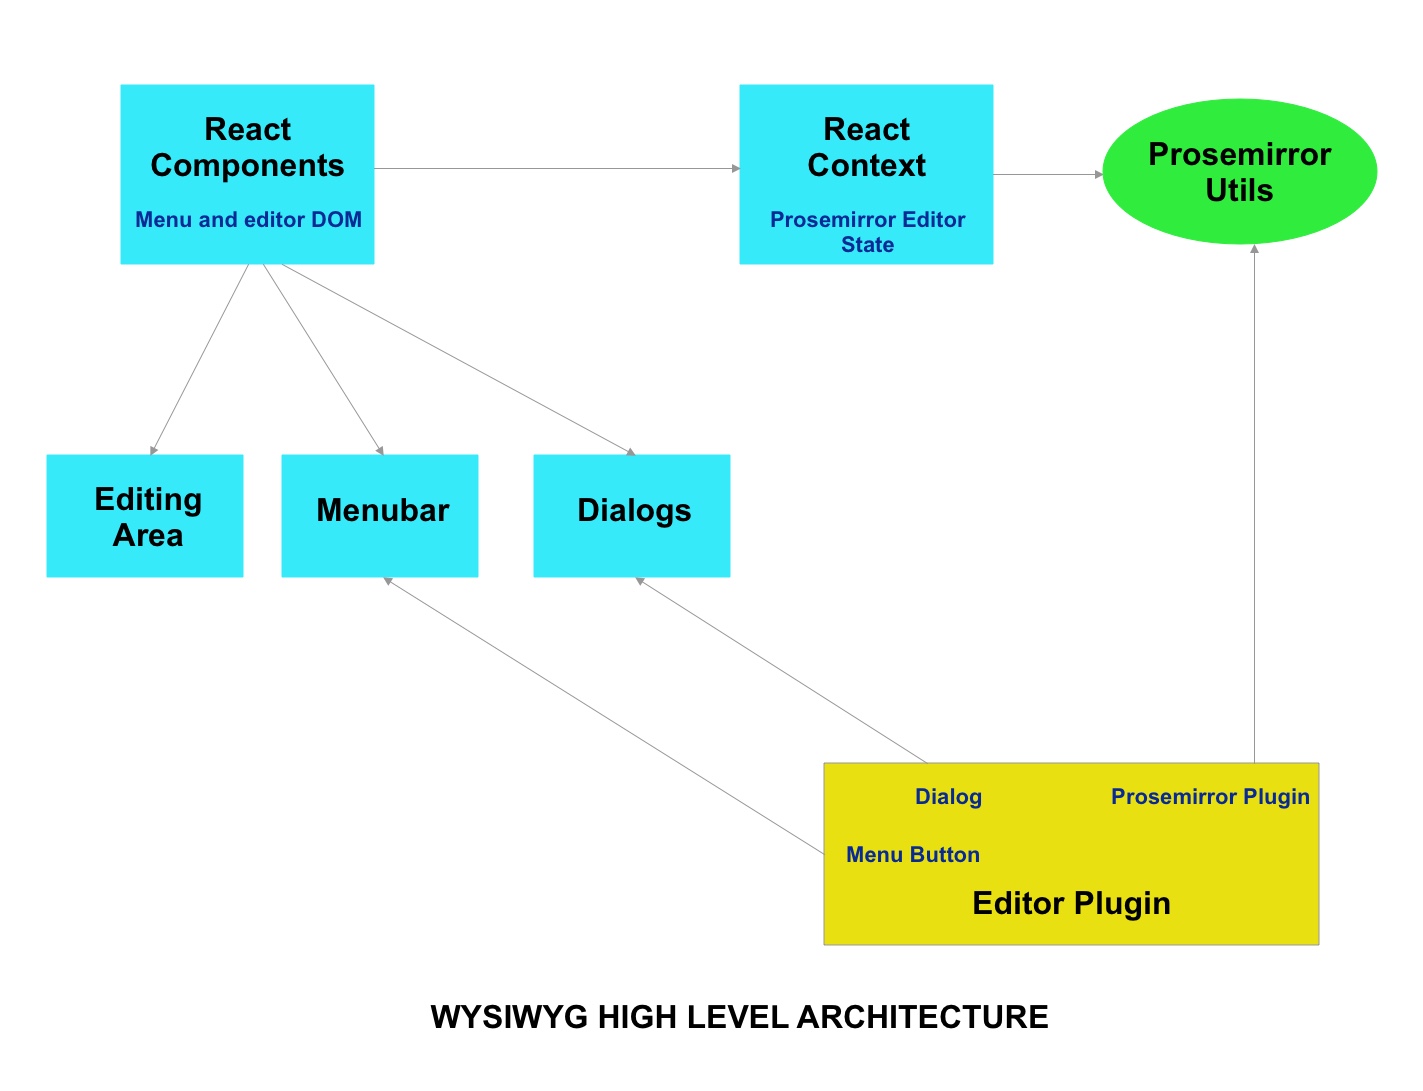 React
Components
Menu and editor DOM
React
Context
Prosemirror Editor
State
Prosemirror
Utils
Editing
Area
Menubar
Dialogs
Dialog
Prosemirror Plugin
Menu Button
Editor Plugin
WYSIWYG HIGH LEVEL ARCHITECTURE